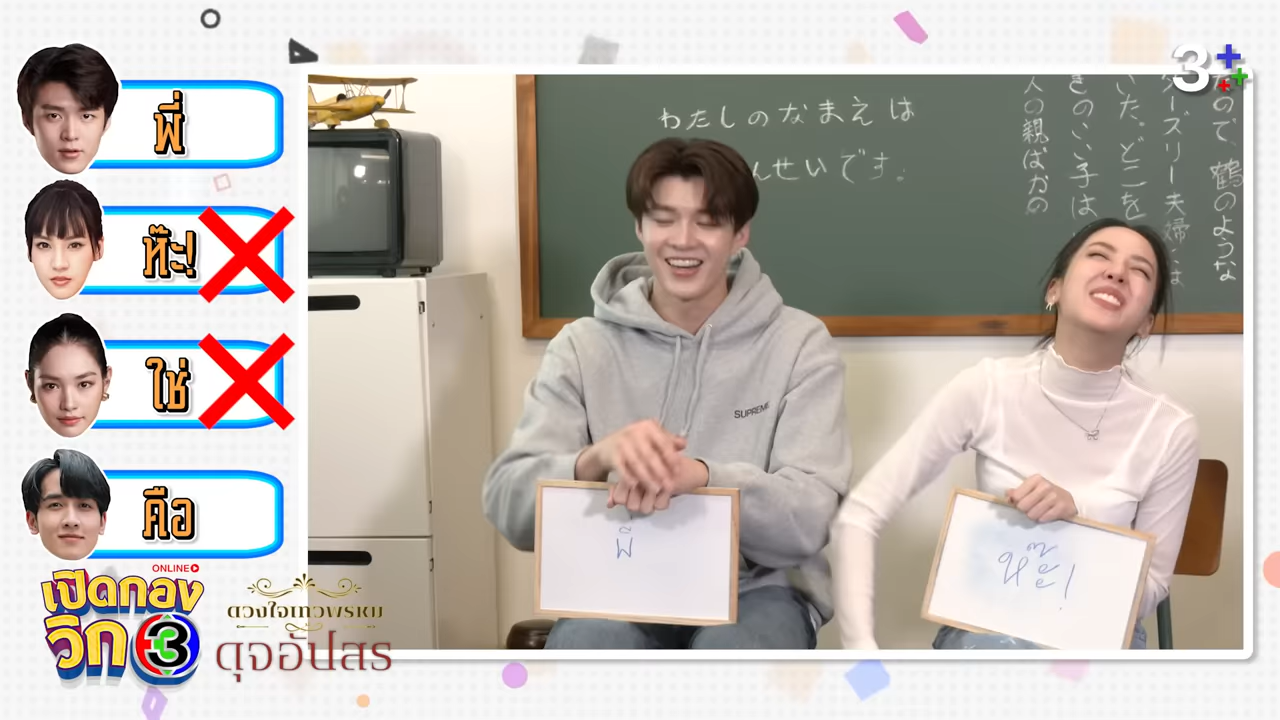 พี่
ห๊ะ!
ใช่
คือ
ONLINE
เปิดกอง
วิก 3
ดวงใจเทวพรหม
ดุจอัปสร
3+
わたしのなまえは
んせいです。
SUPREME
ので、鶴のような
ダーズリー夫婦には
いた。どこを
きのいい子は
人の親ばかの
พี่
ห๊ะ!